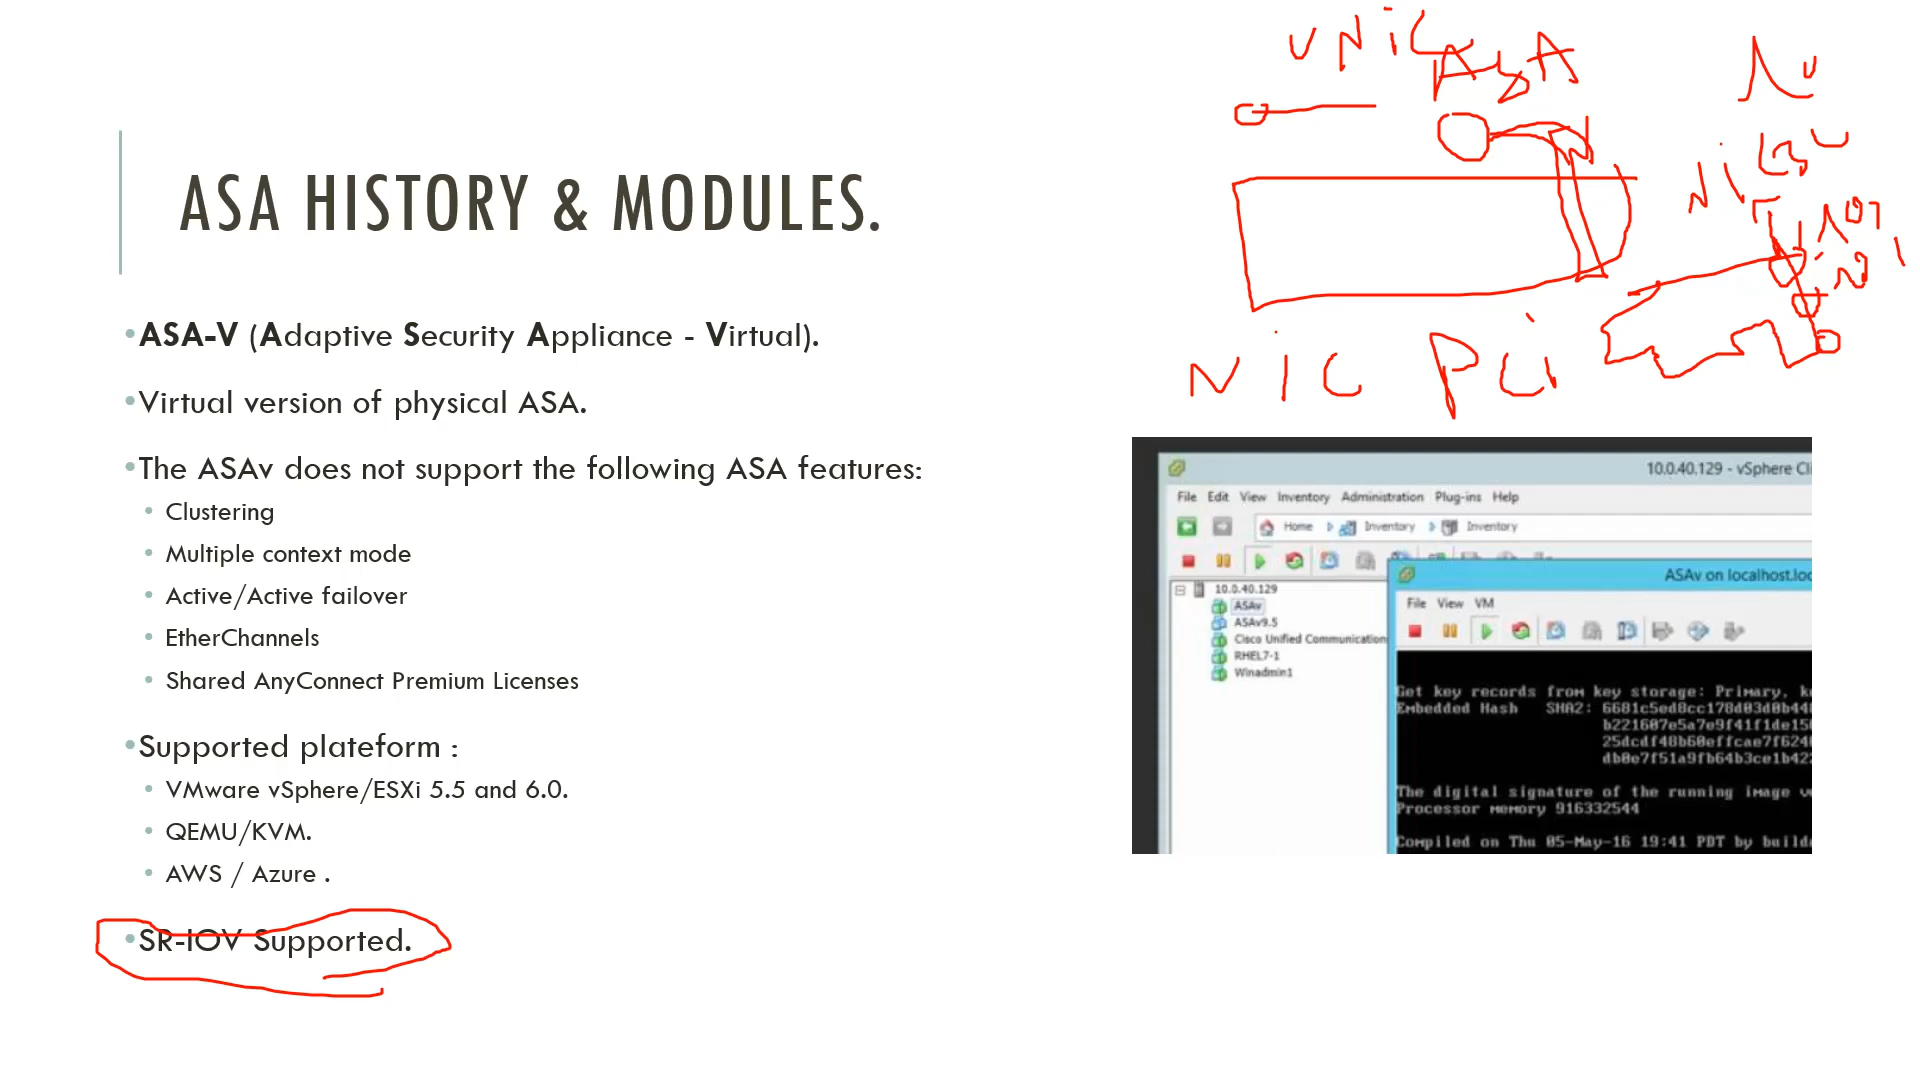 ASA HISTORY & MODULES.
•ASA-V (Adaptive Security Appliance - Virtual).
•Virtual version of physical ASA.
•The ASAv does not support the following ASA features:
• Clustering
• Multiple context mode
• Active/Active failover
• EtherChannels
• Shared AnyConnect Premium Licenses
•Supported plateform :
• VMware vSphere/ESXi 5.5 and 6.0.
• QEMU/KVM.
• AWS / Azure .
•SR-IOV Supported.
VNiC
ASA
NIC PCi
10.0.40.129 - vSphere Cli
File Edit View Inventory Administration Plug-ins Help
Home Inventory Inventory
10.0.40.129
ASAv
ASAv9.5
Cisco Unified Communication
RHEL7-1
Winadmin1
ASAv on localhost.loc
File View VM
Get key records from key storage: Primary,
Embedded Hash SHA2:
The digital signature of the running image
Processor memory 916332544
Compiled on Thu 05-May-16 19:41 PDT by